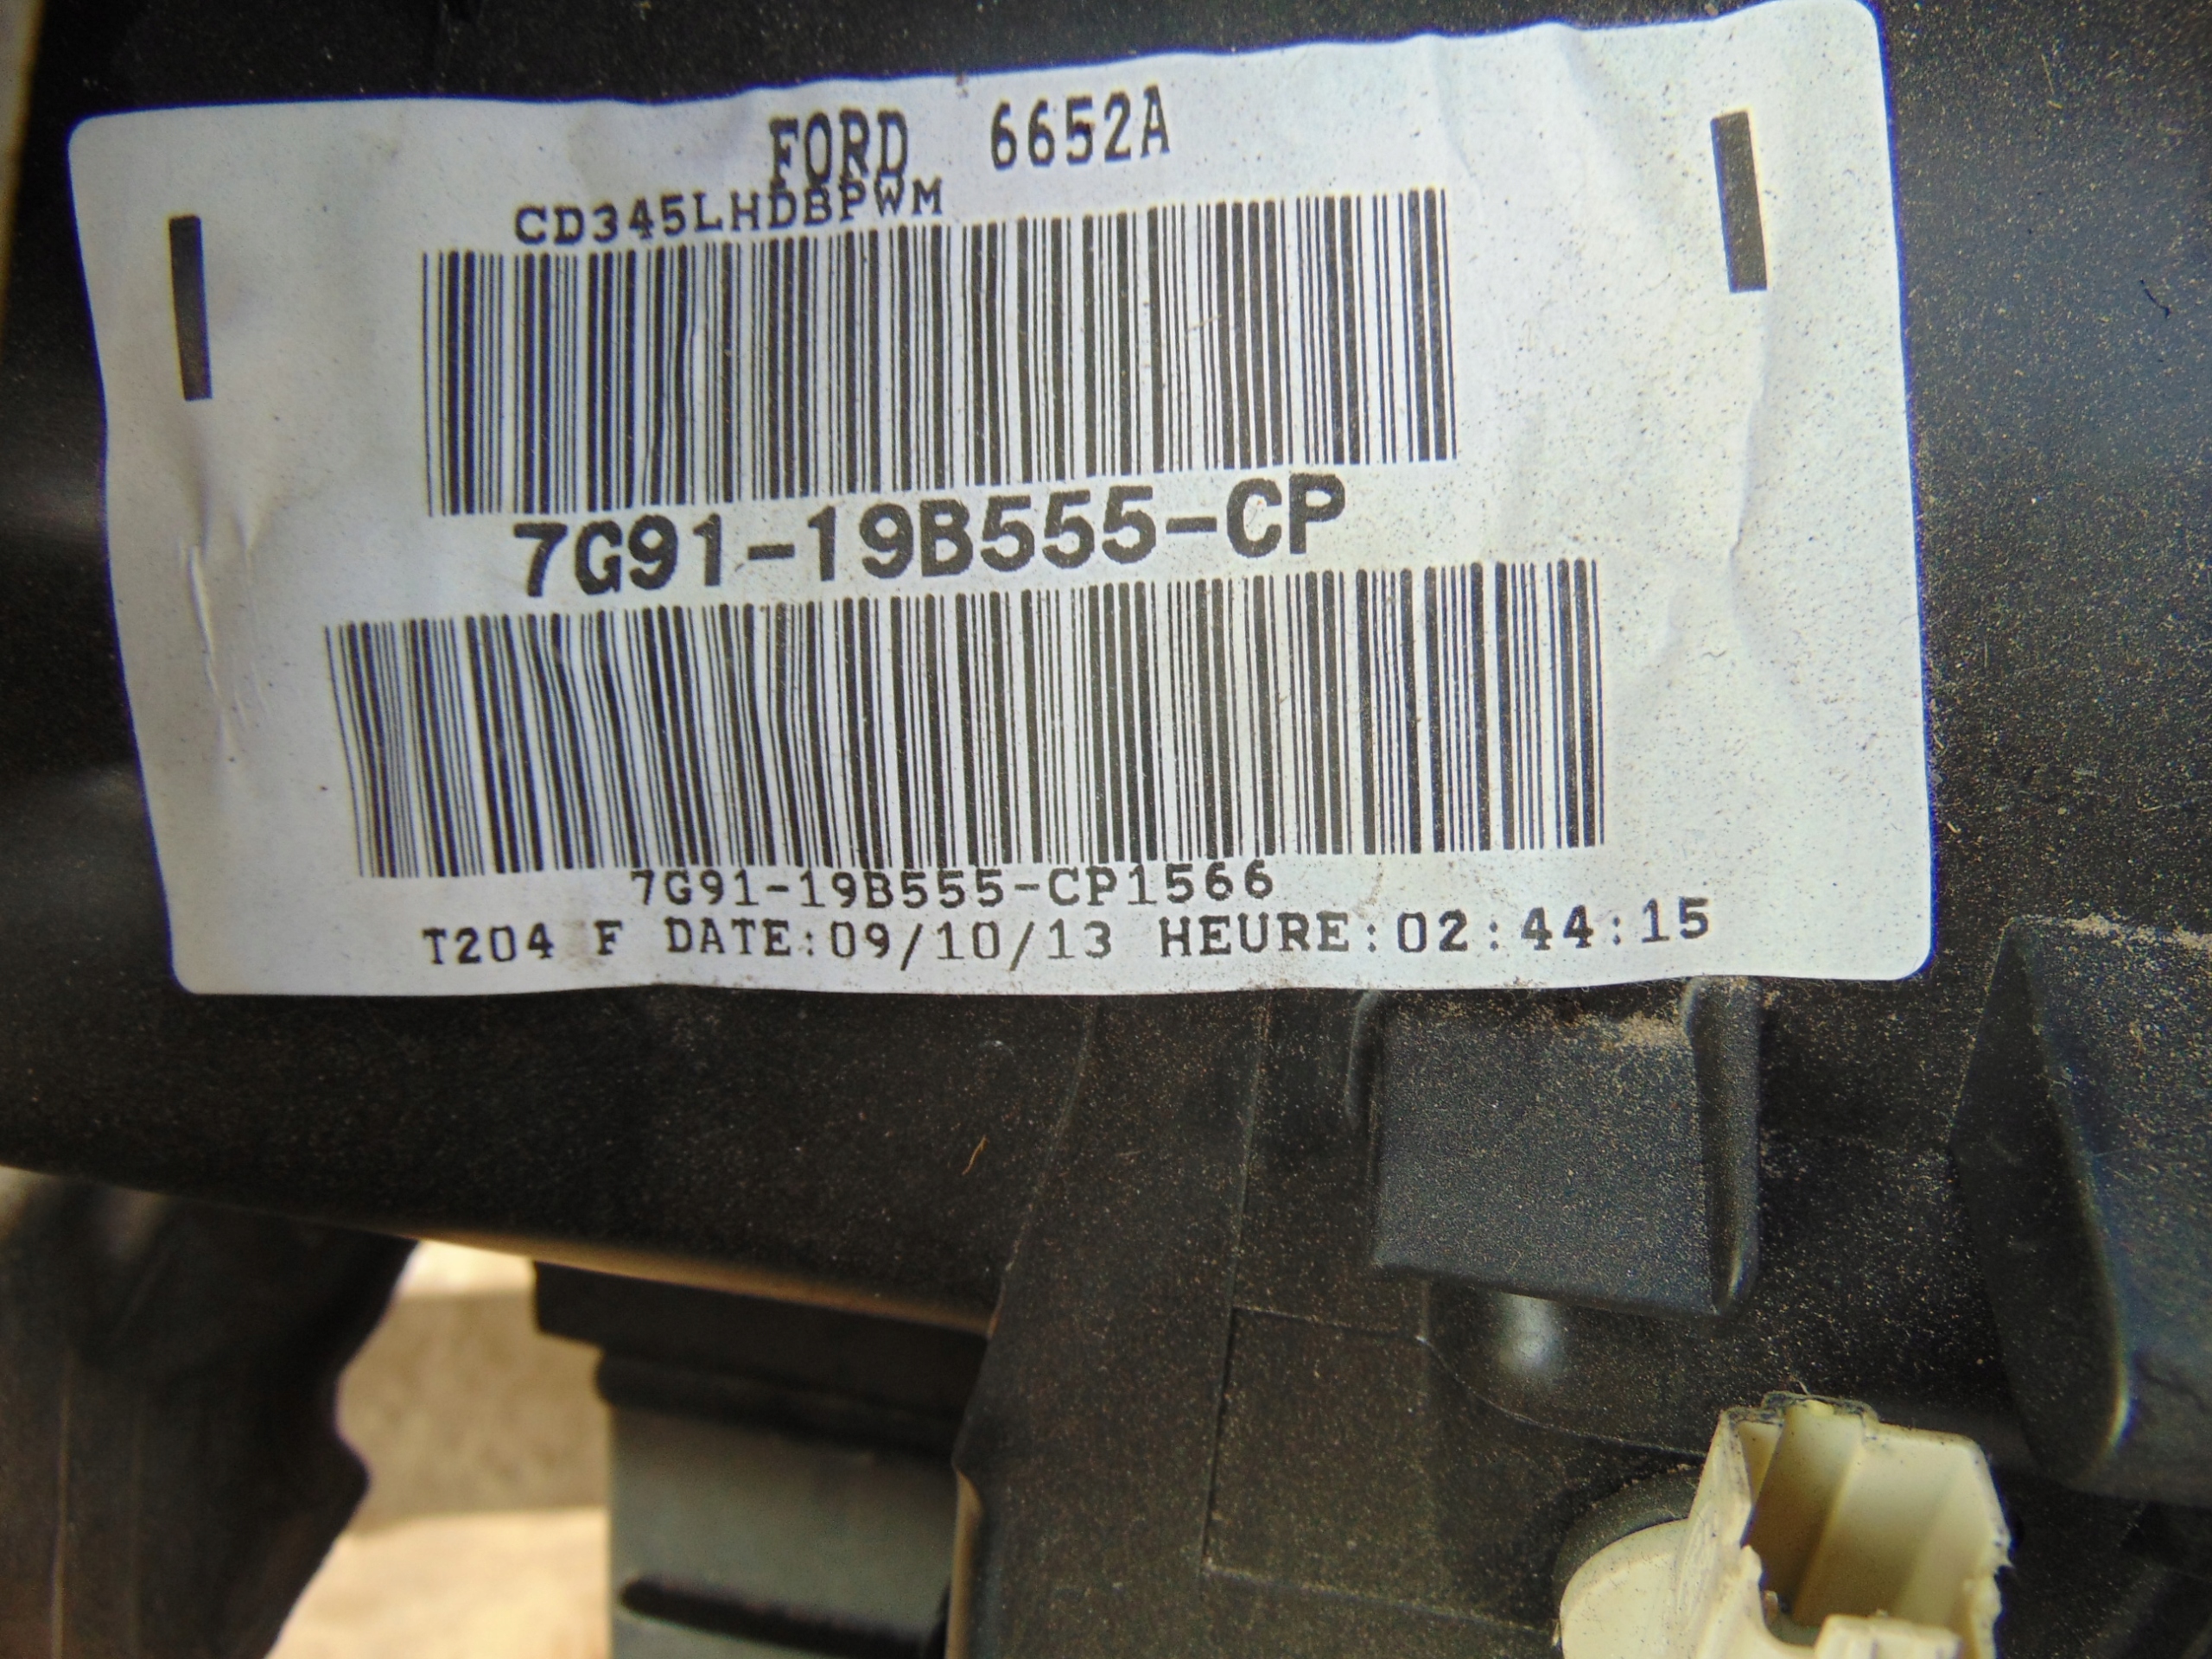 FORD 6652A
CD345LHDBPWM
7G91-19B555-CP
7G91-19B555-CP1566
T204 F DATE:09/10/13 HEURE:02:44:15